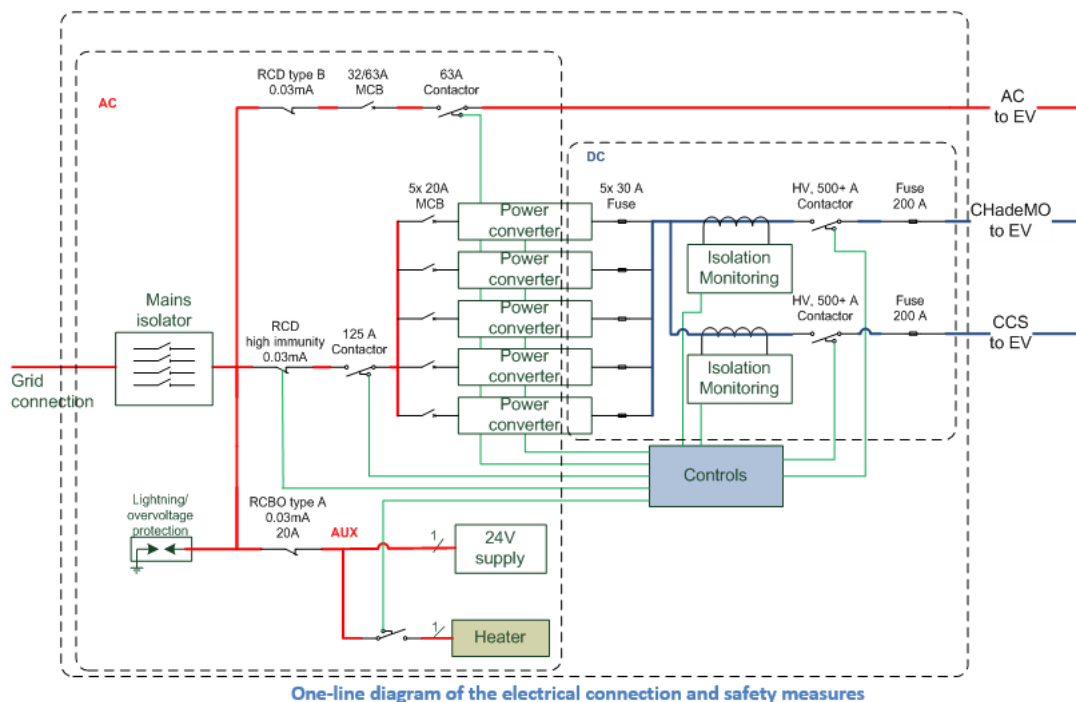 RCD type B
0.03mA
32/63A
MCB
63A
Contactor
AC
AC
to EV
DC
5x 20A
MCB
Power
converter
5x 30 A
Fuse
HV, 500+ A
Contactor
Fuse
200 A
CHadeMO
to EV
Isolation
Monitoring
Power
converter
Mains
isolator
Power
converter
HV, 500+ A
Contactor
Fuse
200 A
CCS
to EV
RCD
high immunity
0.03mA
125 A
Contactor
Power
converter
Isolation
Monitoring
Grid
connection
Power
converter
Controls
Lightning/
overvoltage
protection
RCBO type A
0.03mA
20A
AUX
1
24V
supply
1
Heater
One-line diagram of the electrical connection and safety measures